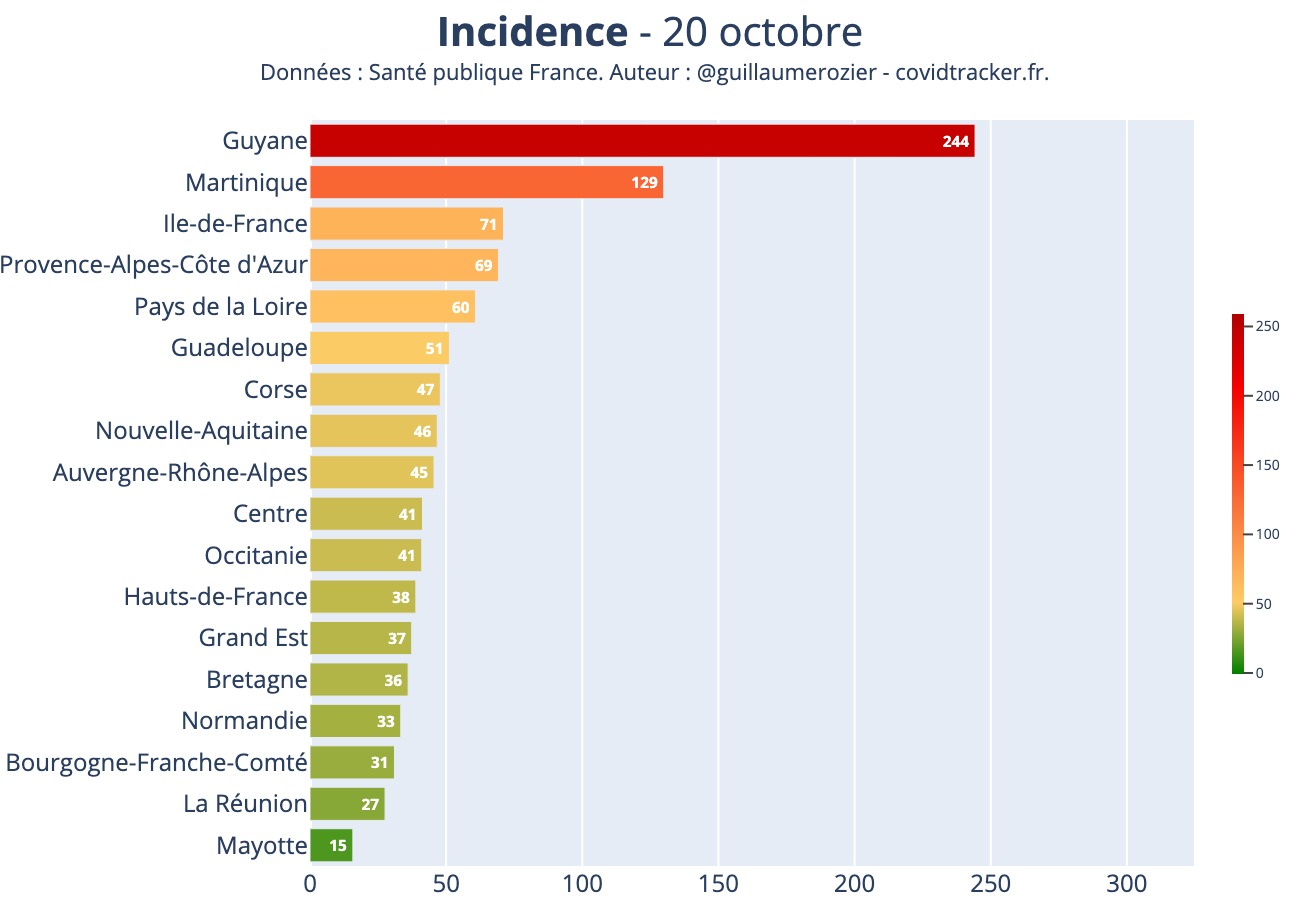 Incidence - 20 octobre
Données : Santé publique France. Auteur : @guillaumerozier - covidtracker.fr.
Guyane 244
Martinique 129
Ile-de-France 71
Provence-Alpes-Côte d'Azur 69
Pays de la Loire 60
Guadeloupe 51
Corse 47
Nouvelle-Aquitaine 46
Auvergne-Rhône-Alpes 45
Centre 41
Occitanie 41
Hauts-de-France 38
Grand Est 37
Bretagne 36
Normandie 33
Bourgogne-Franche-Comté 31
La Réunion 27
Mayotte 15
0 50 100 150 200 250 300
250
200
150
100
50
0